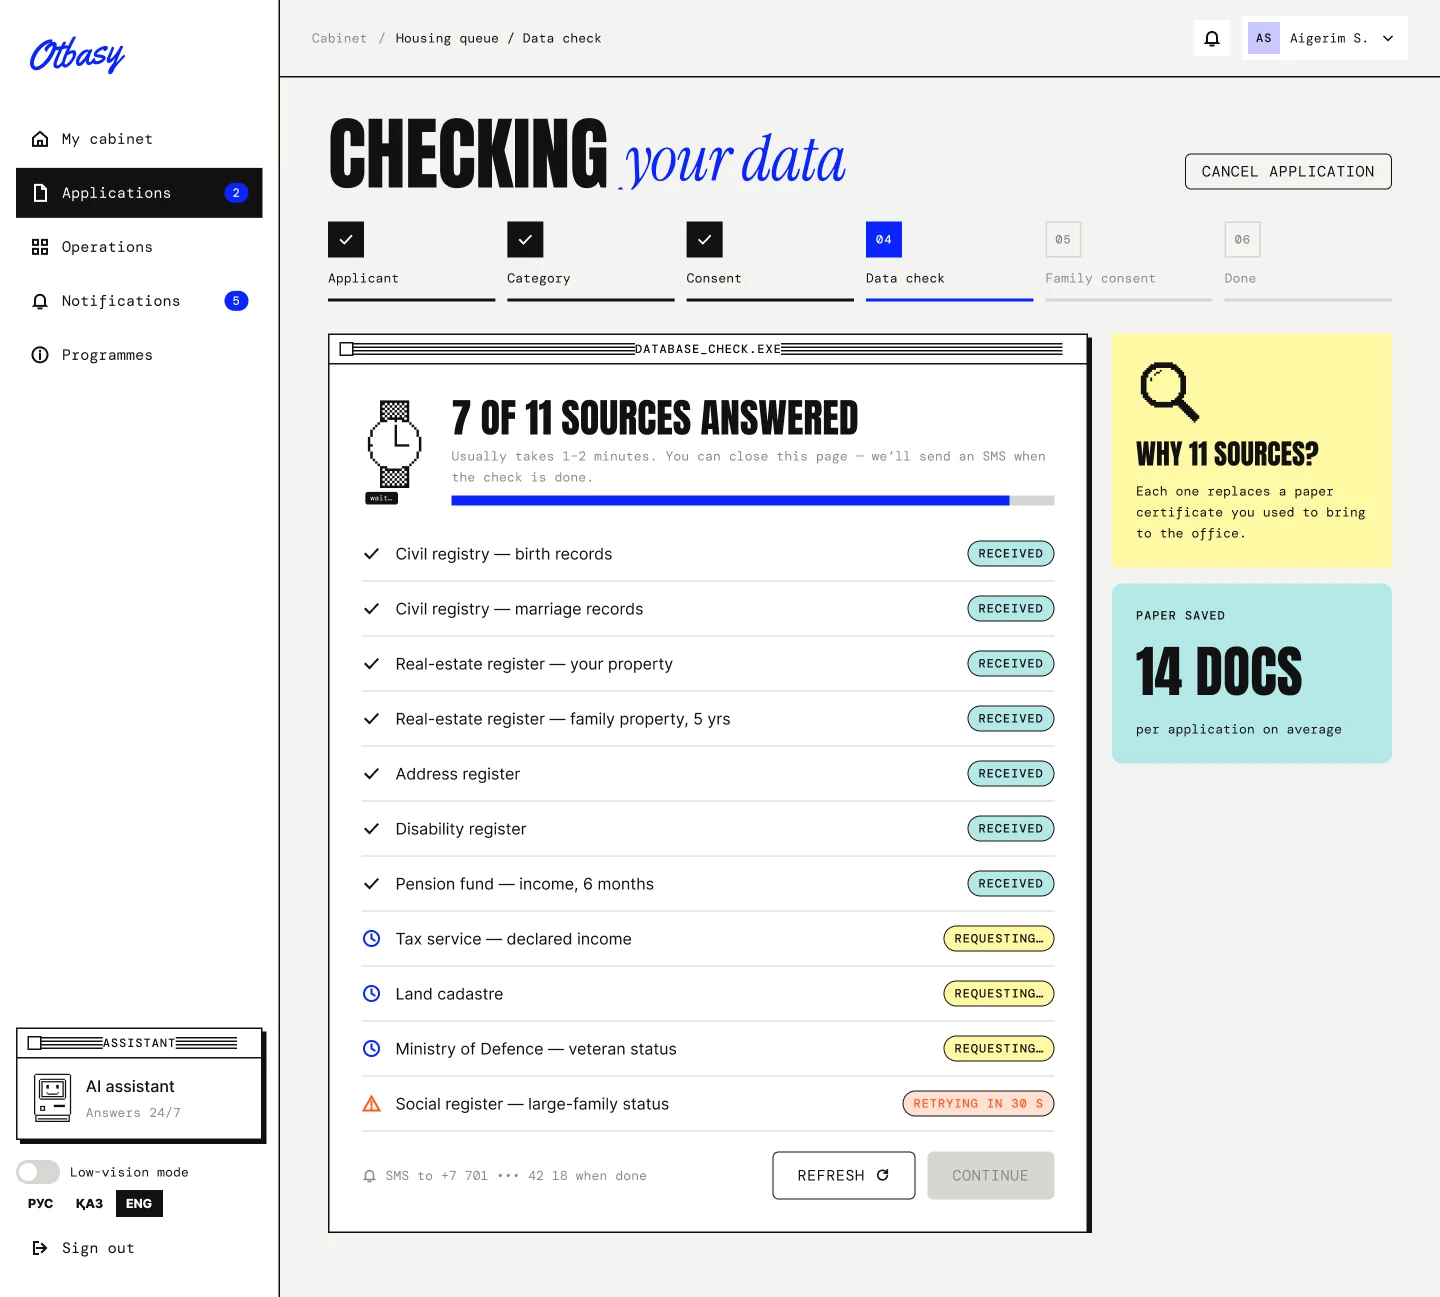 Otbasy
My cabinet
Applications 2
Operations
Notifications 5
Programmes
ASSISTANT
AI assistant
Answers 24/7
Low-vision mode
РУС ҚАЗ ENG
Sign out
Cabinet / Housing queue / Data check
AS Aigerim S.
CHECKING your data
CANCEL APPLICATION
04 05 06
Applicant Category Consent Data check Family consent Done
DATABASE_CHECK.EXE
7 OF 11 SOURCES ANSWERED
Usually takes 1–2 minutes. You can close this page — we’ll send an SMS when
the check is done.
wait…
Civil registry — birth records RECEIVED
Civil registry — marriage records RECEIVED
Real-estate register — your property RECEIVED
Real-estate register — family property, 5 yrs RECEIVED
Address register RECEIVED
Disability register RECEIVED
Pension fund — income, 6 months RECEIVED
Tax service — declared income REQUESTING…
Land cadastre REQUESTING…
Ministry of Defence — veteran status REQUESTING…
Social register — large-family status RETRYING IN 30 S
SMS to +7 701 ••• 42 18 when done REFRESH CONTINUE
WHY 11 SOURCES?
Each one replaces a paper
certificate you used to bring
to the office.
PAPER SAVED
14 DOCS
per application on average